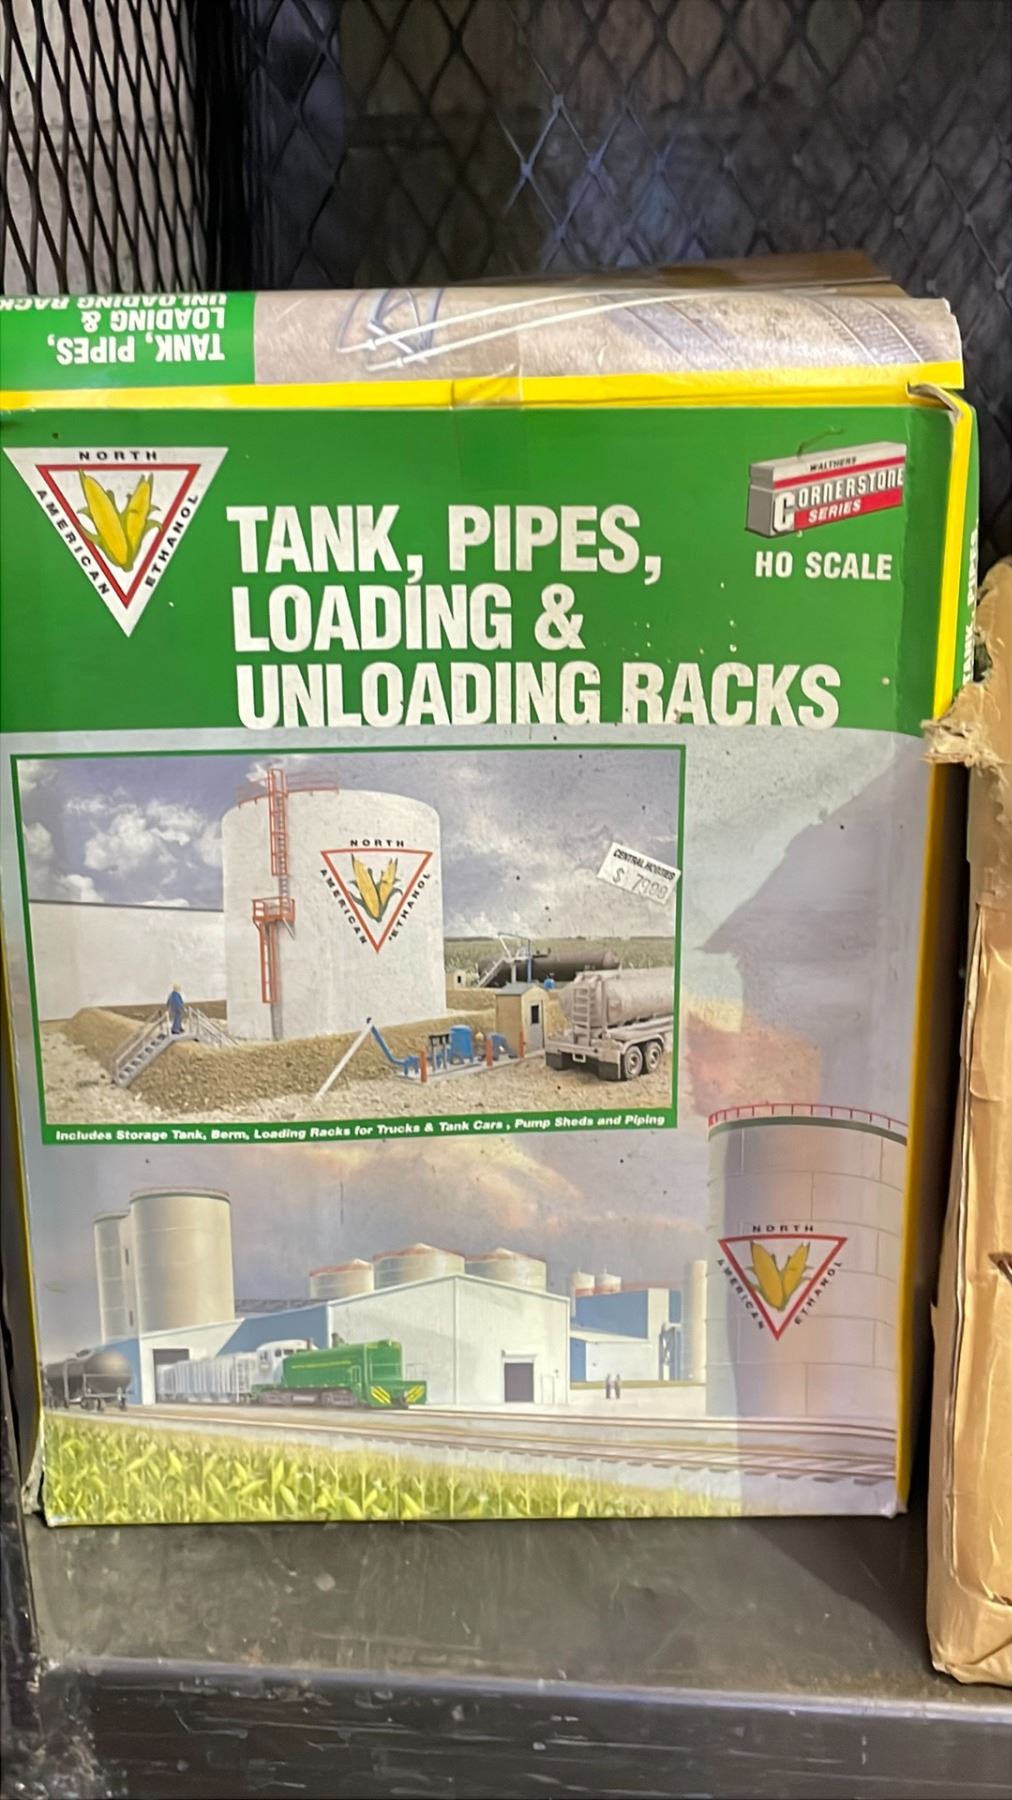 TANK, PIPES,
LOADING &
UNLOADING RACK
NORTH
AMERICAN
ETHANOL
TANK, PIPES,
LOADING &
UNLOADING RACKS
WALTHERS
CORNERSTONE
SERIES
HO SCALE
NORTH
AMERICAN
ETHANOL
CENTRAL HOBBIES
$ 79.98
Includes Storage Tank, Berm, Loading Racks for Trucks & Tank Cars, Pump Sheds and Piping
NORTH
AMERICAN
ETHANOL